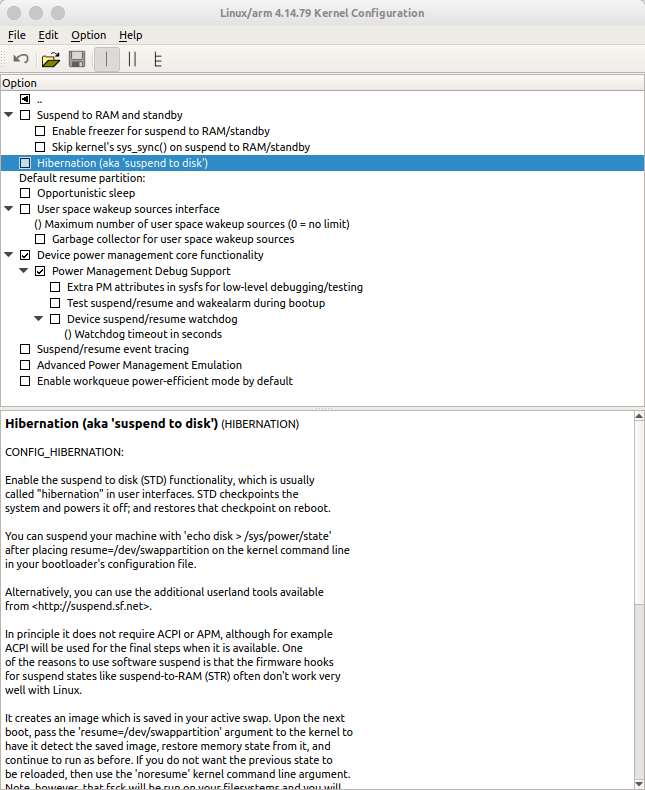 Linux/arm 4.14.79 Kernel Configuration
File Edit Option Help
Option
..
Suspend to RAM and standby
Enable freezer for suspend to RAM/standby
Skip kernel's sys_sync() on suspend to RAM/standby
Hibernation (aka 'suspend to disk')
Default resume partition:
Opportunistic sleep
User space wakeup sources interface
() Maximum number of user space wakeup sources (0 = no limit)
Garbage collector for user space wakeup sources
Device power management core functionality
Power Management Debug Support
Extra PM attributes in sysfs for low-level debugging/testing
Test suspend/resume and wakealarm during bootup
Device suspend/resume watchdog
() Watchdog timeout in seconds
Suspend/resume event tracing
Advanced Power Management Emulation
Enable workqueue power-efficient mode by default
Hibernation (aka 'suspend to disk') (HIBERNATION)
CONFIG_HIBERNATION:
Enable the suspend to disk (STD) functionality, which is usually
called "hibernation" in user interfaces. STD checkpoints the
system and powers it off; and restores that checkpoint on reboot.
You can suspend your machine with 'echo disk > /sys/power/state'
after placing resume=/dev/swappartition on the kernel command line
in your bootloader's configuration file.
Alternatively, you can use the additional userland tools available
from <http://suspend.sf.net>.
In principle it does not require ACPI or APM, although for example
ACPI will be used for the final steps when it is available. One
of the reasons to use software suspend is that the firmware hooks
for suspend states like suspend-to-RAM (STR) often don't work very
well with Linux.
It creates an image which is saved in your active swap. Upon the next
boot, pass the 'resume=/dev/swappartition' argument to the kernel to
have it detect the saved image, restore memory state from it, and
continue to run as before. If you do not want the previous state to
be reloaded, then use the 'noresume' kernel command line argument.
Note, however, that fsck will be run on your filesystems and you will